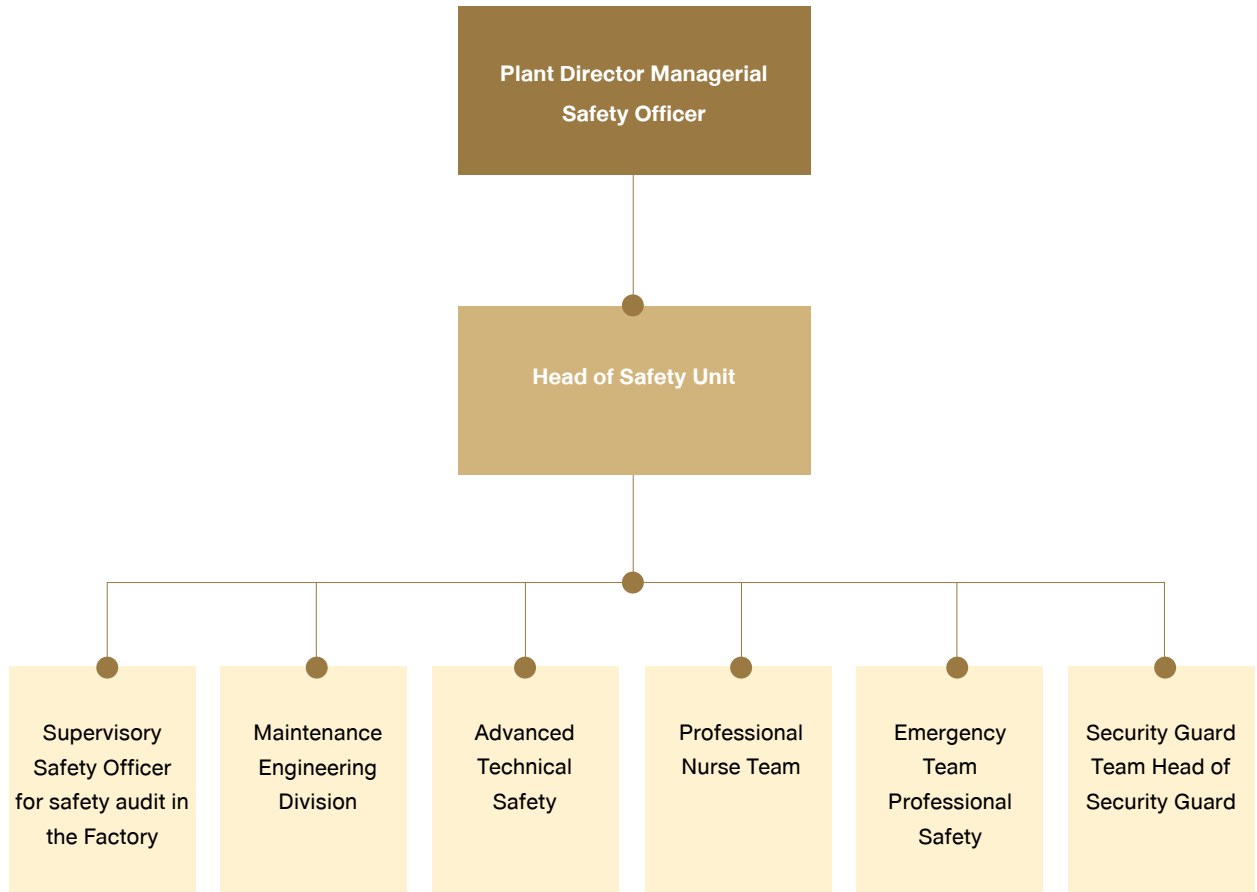 Plant Director Managerial
Safety Officer
Head of Safety Unit
Supervisory
Safety Officer
for safety audit in
the Factory
Maintenance
Engineering
Division
Advanced
Technical
Safety
Professional
Nurse Team
Emergency
Team
Professional
Safety
Security Guard
Team Head of
Security Guard